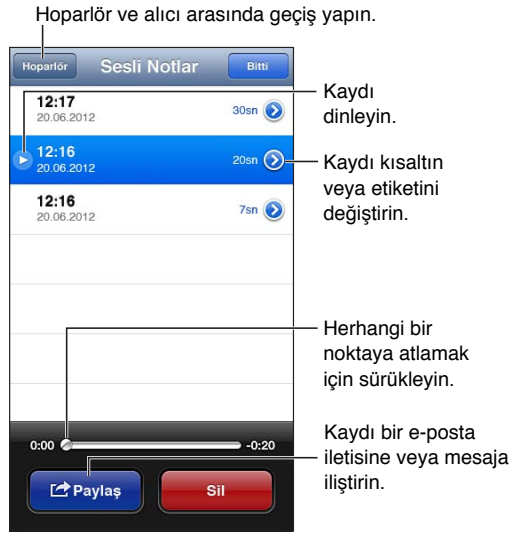 Hoparlör ve alıcı arasında geçiş yapın.
Hoparlör Sesli Notlar Bitti
12:17
20.06.2012
30sn
Kaydı
dinleyin.
12:16
20.06.2012
20sn
Kaydı kısaltın
veya etiketini
değiştirin.
12:16
20.06.2012
7sn
Herhangi bir
noktaya atlamak
için sürükleyin.
0:00 -0:20
Kaydı bir e-posta
iletisine veya mesaja
iliştirin.
Paylaş Sil